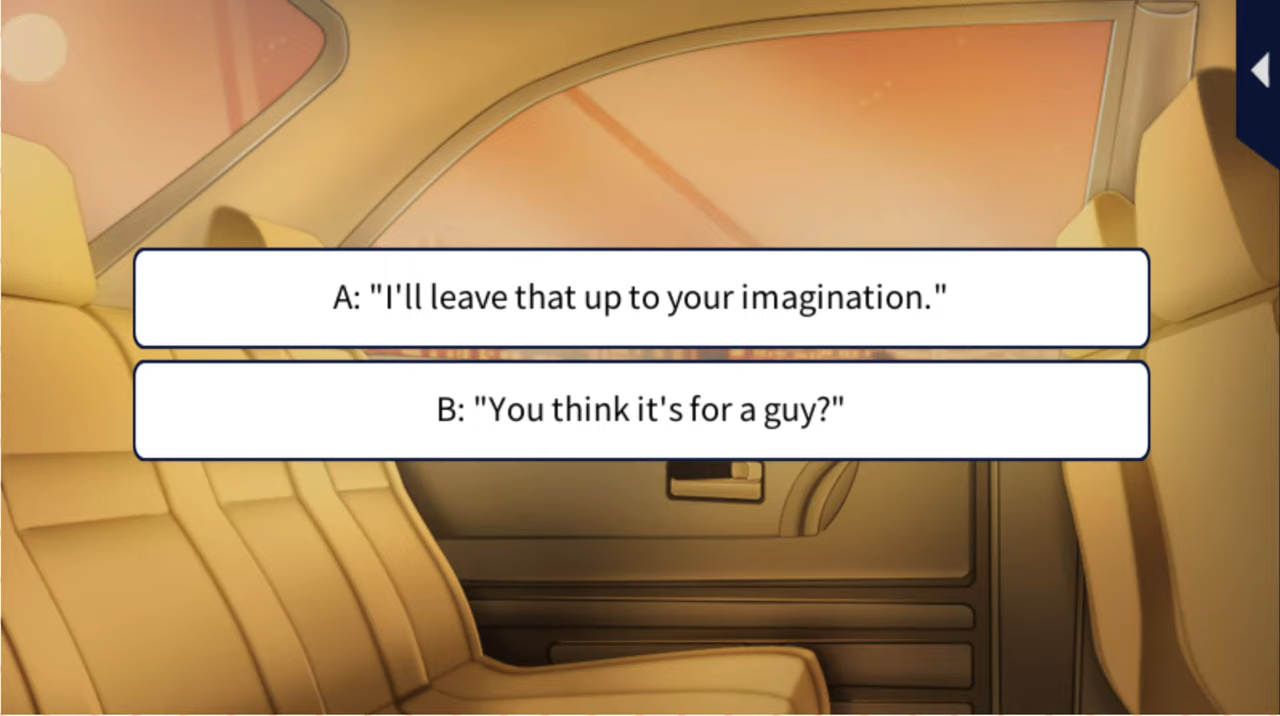 A: "I'll leave that up to your imagination."
B: "You think it's for a guy?"